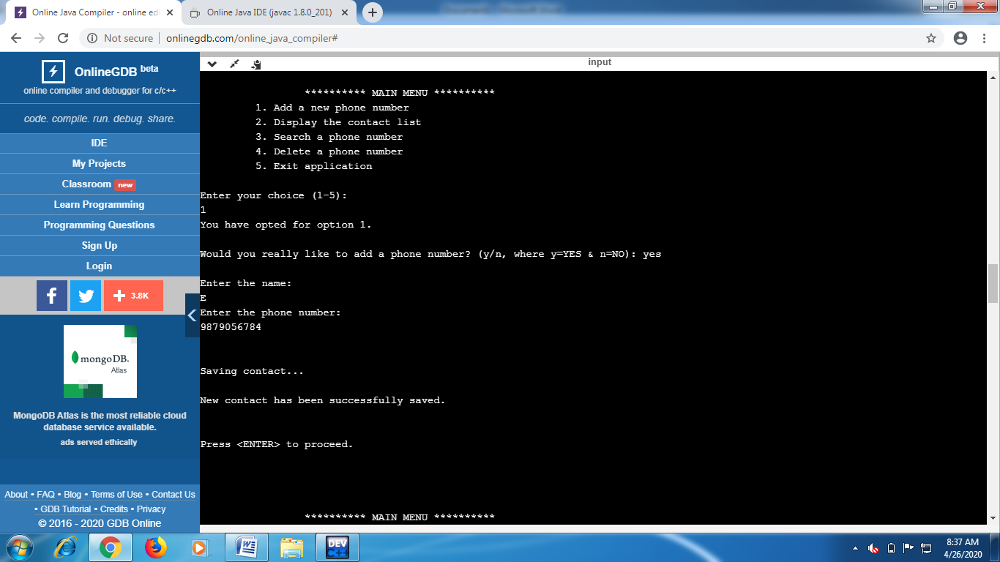 Online Java Compiler - online edi
Online Java IDE (javac 1.8.0_201)
Not secure | onlinegdb.com/online_java_compiler#
OnlineGDB beta
online compiler and debugger for c/c++
code. compile. run. debug. share.
IDE
My Projects
Classroom new
Learn Programming
Programming Questions
Sign Up
Login
f
3.8K
mongoDB.
Atlas
MongoDB Atlas is the most reliable cloud
database service available.
ads served ethically
About • FAQ • Blog • Terms of Use • Contact Us
• GDB Tutorial • Credits • Privacy
© 2016 - 2020 GDB Online
input
********** MAIN MENU **********
1. Add a new phone number
2. Display the contact list
3. Search a phone number
4. Delete a phone number
5. Exit application
Enter your choice (1-5):
1
You have opted for option 1.
Would you really like to add a phone number? (y/n, where y=YES & n=NO): yes
Enter the name:
E
Enter the phone number:
9879056784
Saving contact...
New contact has been successfully saved.
Press <ENTER> to proceed.
********** MAIN MENU **********
DEV
C++
8:37 AM
4/26/2020